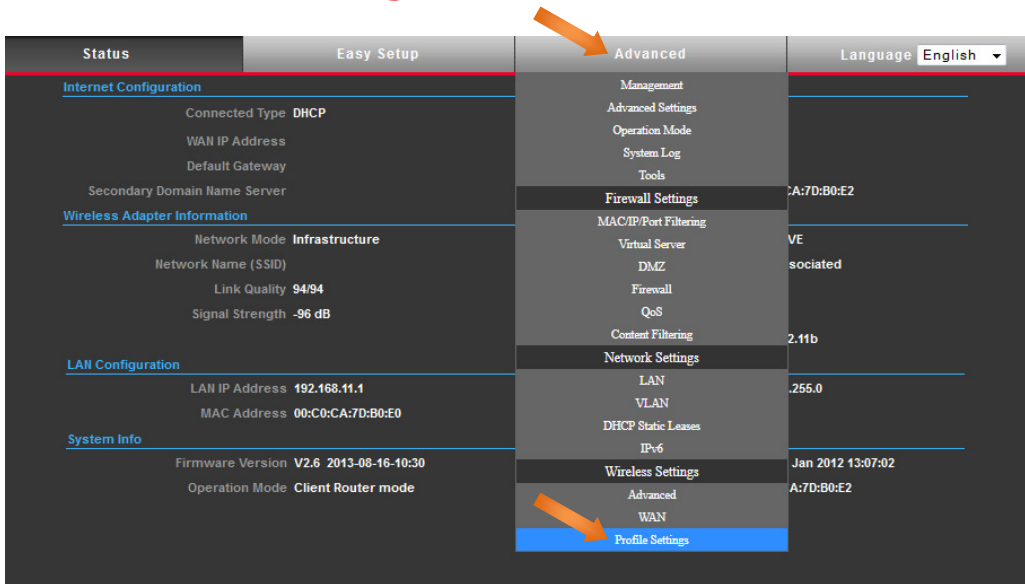 Status Easy Setup Advanced Language English
Internet Configuration
Connected Type DHCP
WAN IP Address
Default Gateway
Secondary Domain Name Server
CA:7D:B0:E2
Wireless Adapter Information
Network Mode Infrastructure
VE
Network Name (SSID)
sociated
Link Quality 94/94
Signal Strength -96 dB
2.11b
LAN Configuration
LAN IP Address 192.168.11.1
.255.0
MAC Address 00:C0:CA:7D:B0:E0
System Info
Firmware Version V2.6 2013-08-16-10:30
Jan 2012 13:07:02
Operation Mode Client Router mode
A:7D:B0:E2
Management
Advanced Settings
Operation Mode
System Log
Tools
Firewall Settings
MAC/IP/Port Filtering
Virtual Server
DMZ
Firewall
QoS
Content Filtering
Network Settings
LAN
VLAN
DHCP Static Leases
IPv6
Wireless Settings
Advanced
WAN
Profile Settings